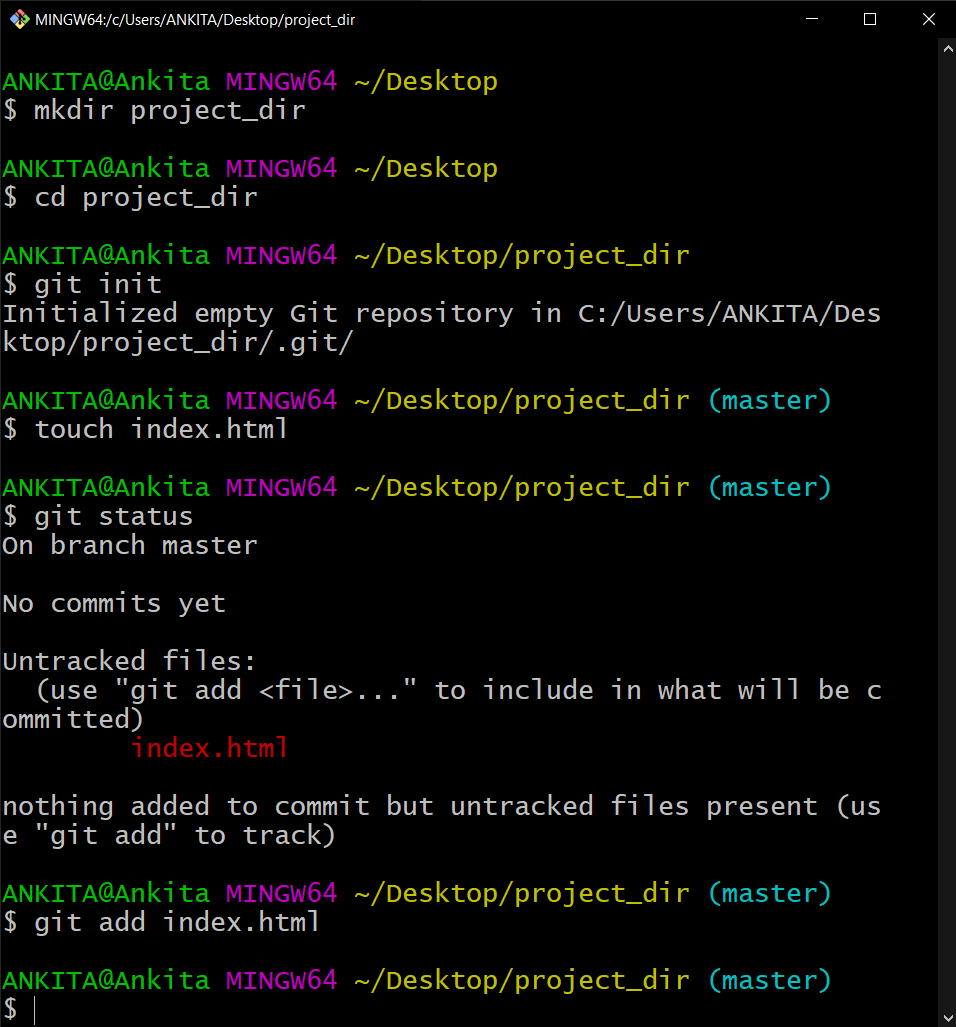 MINGW64:/c/Users/ANKITA/Desktop/project_dir
ANKITA@Ankita MINGW64 ~/Desktop
$ mkdir project_dir
ANKITA@Ankita MINGW64 ~/Desktop
$ cd project_dir
ANKITA@Ankita MINGW64 ~/Desktop/project_dir
$ git init
Initialized empty Git repository in C:/Users/ANKITA/Des
ktop/project_dir/.git/
ANKITA@Ankita MINGW64 ~/Desktop/project_dir (master)
$ touch index.html
ANKITA@Ankita MINGW64 ~/Desktop/project_dir (master)
$ git status
On branch master
No commits yet
Untracked files:
  (use "git add <file>..." to include in what will be c
ommitted)
        index.html
nothing added to commit but untracked files present (us
e "git add" to track)
ANKITA@Ankita MINGW64 ~/Desktop/project_dir (master)
$ git add index.html
ANKITA@Ankita MINGW64 ~/Desktop/project_dir (master)
$